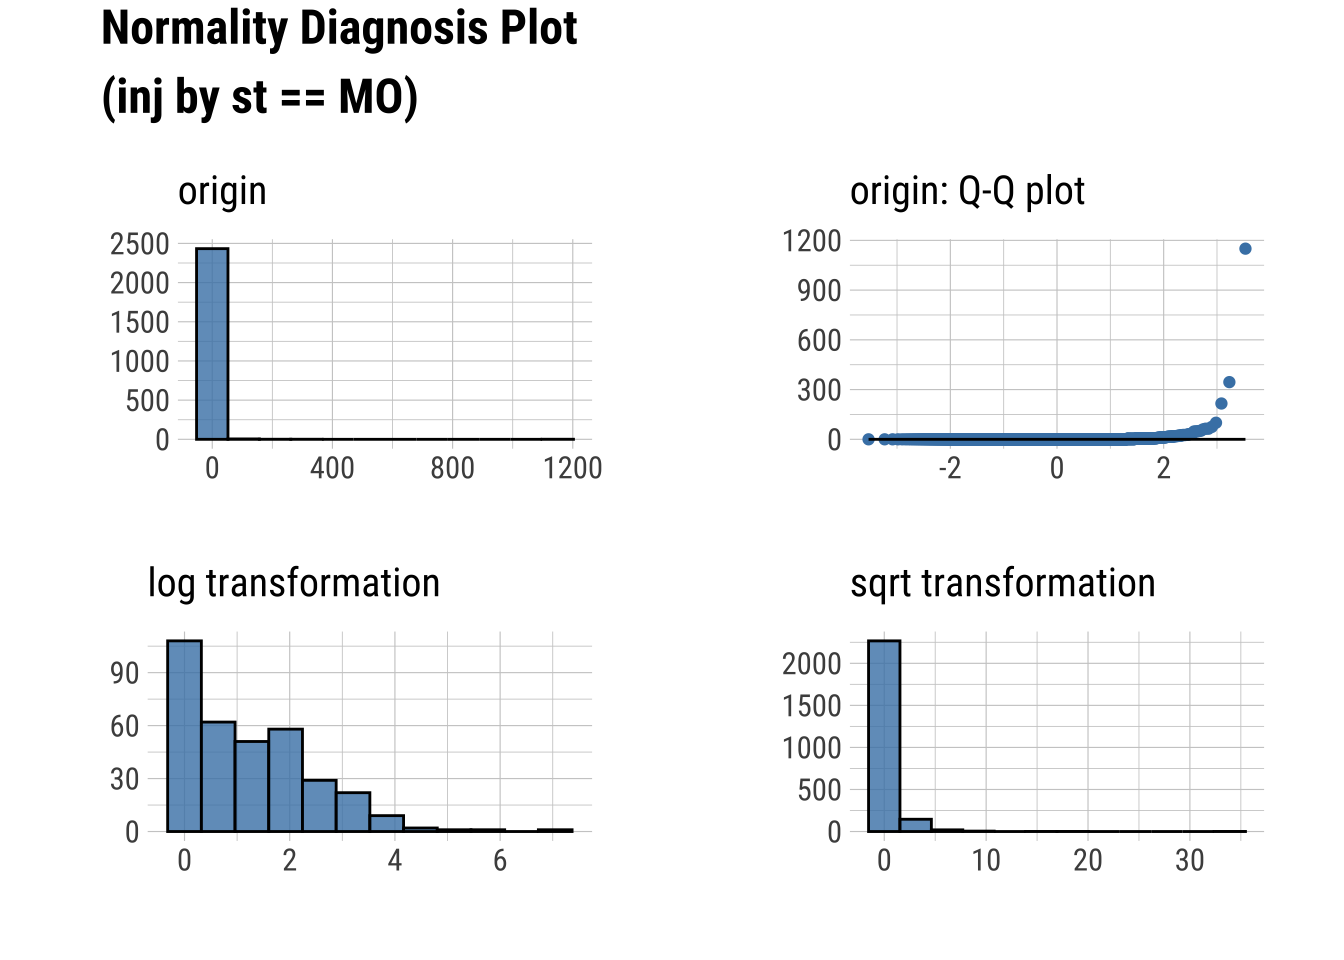 Normality Diagnosis Plot
(inj by st == MO)
origin
2500
2000
1500
1000
500
0
0 400 800 1200
origin: Q-Q plot
1200
900
600
300
0
-2 0 2
log transformation
90
60
30
0
0 2 4 6
sqrt transformation
2000
1500
1000
500
0
0 10 20 30